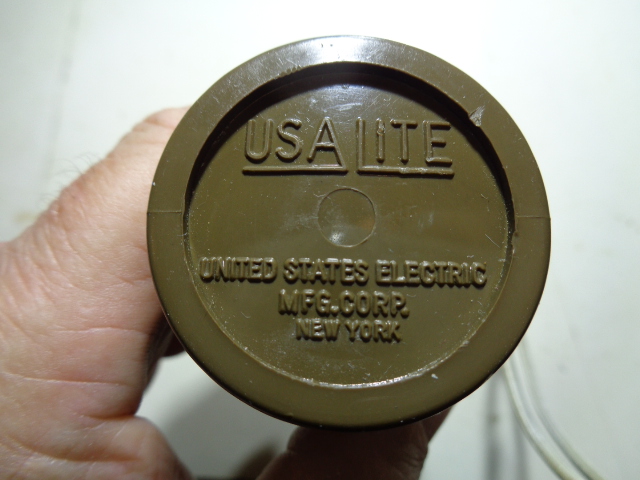 USA LITE
UNITED STATES ELECTRIC
MFG.CORP.
NEW YORK